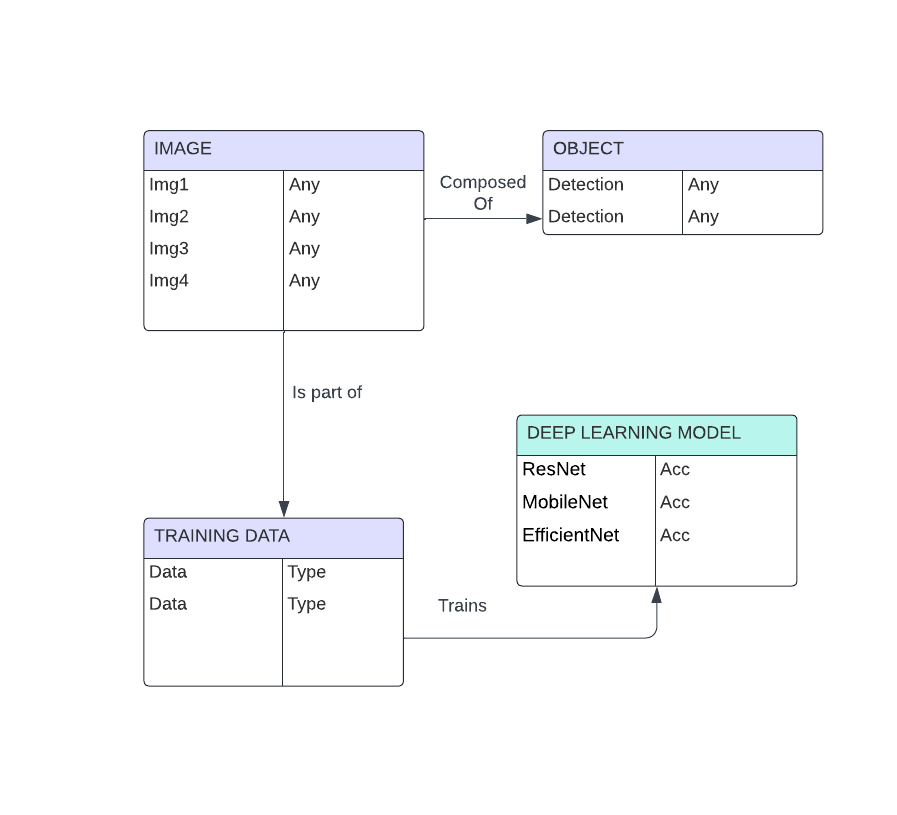 IMAGE
Img1 Any
Img2 Any
Img3 Any
Img4 Any
Composed
Of
OBJECT
Detection Any
Detection Any
Is part of
DEEP LEARNING MODEL
ResNet Acc
MobileNet Acc
EfficientNet Acc
TRAINING DATA
Data Type
Data Type
Trains